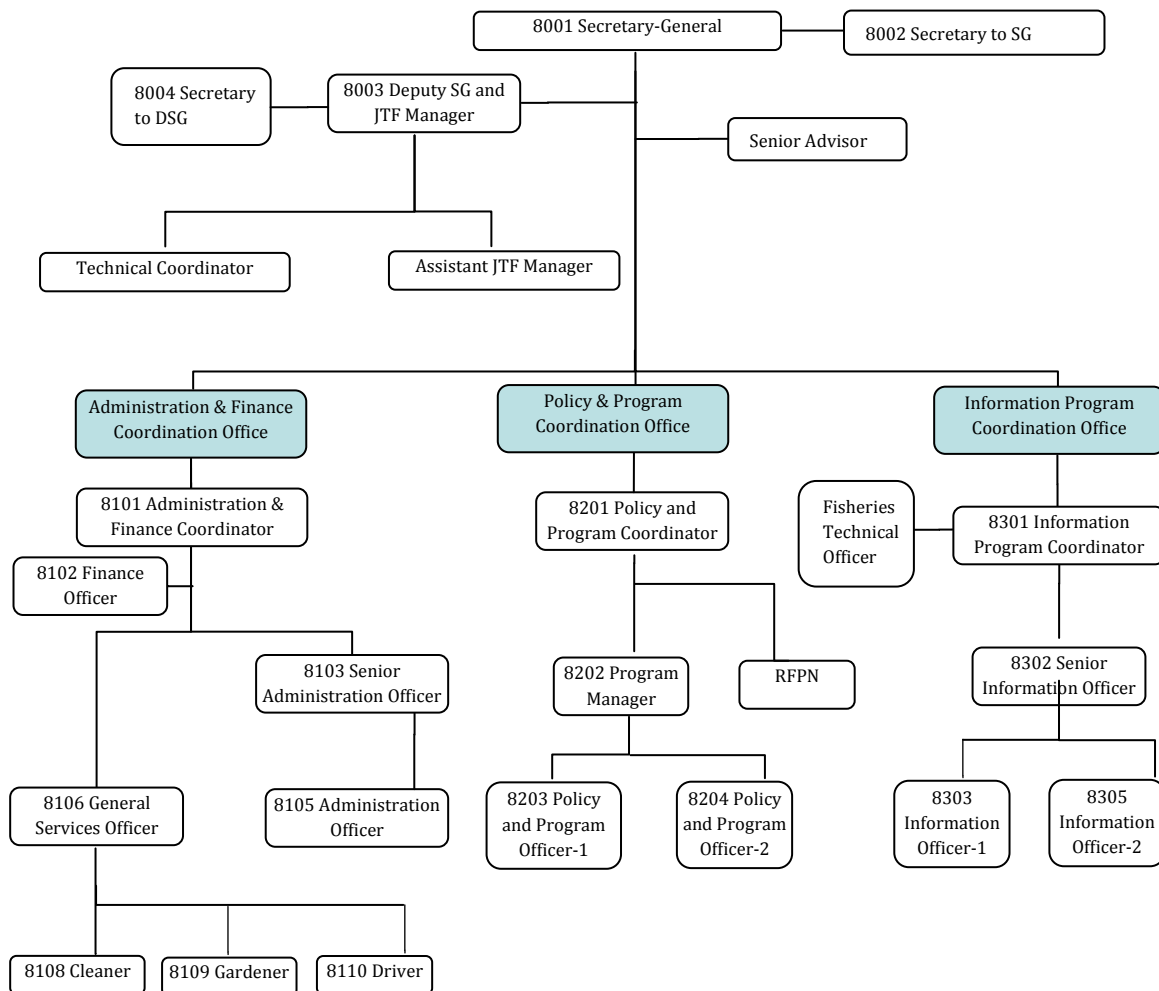 8001 Secretary-General
8002 Secretary to SG
8004 Secretary
to DSG
8003 Deputy SG and
JTF Manager
Senior Advisor
Technical Coordinator
Assistant JTF Manager
Administration & Finance
Coordination Office
Policy & Program
Coordination Office
Information Program
Coordination Office
8101 Administration &
Finance Coordinator
8201 Policy and
Program Coordinator
Fisheries
Technical
Officer
8301 Information
Program Coordinator
8102 Finance
Officer
8103 Senior
Administration Officer
8202 Program
Manager
RFPN
8302 Senior
Information Officer
8106 General
Services Officer
8105 Administration
Officer
8203 Policy
and Program
Officer-1
8204 Policy
and Program
Officer-2
8303
Information
Officer-1
8305
Information
Officer-2
8108 Cleaner
8109 Gardener
8110 Driver